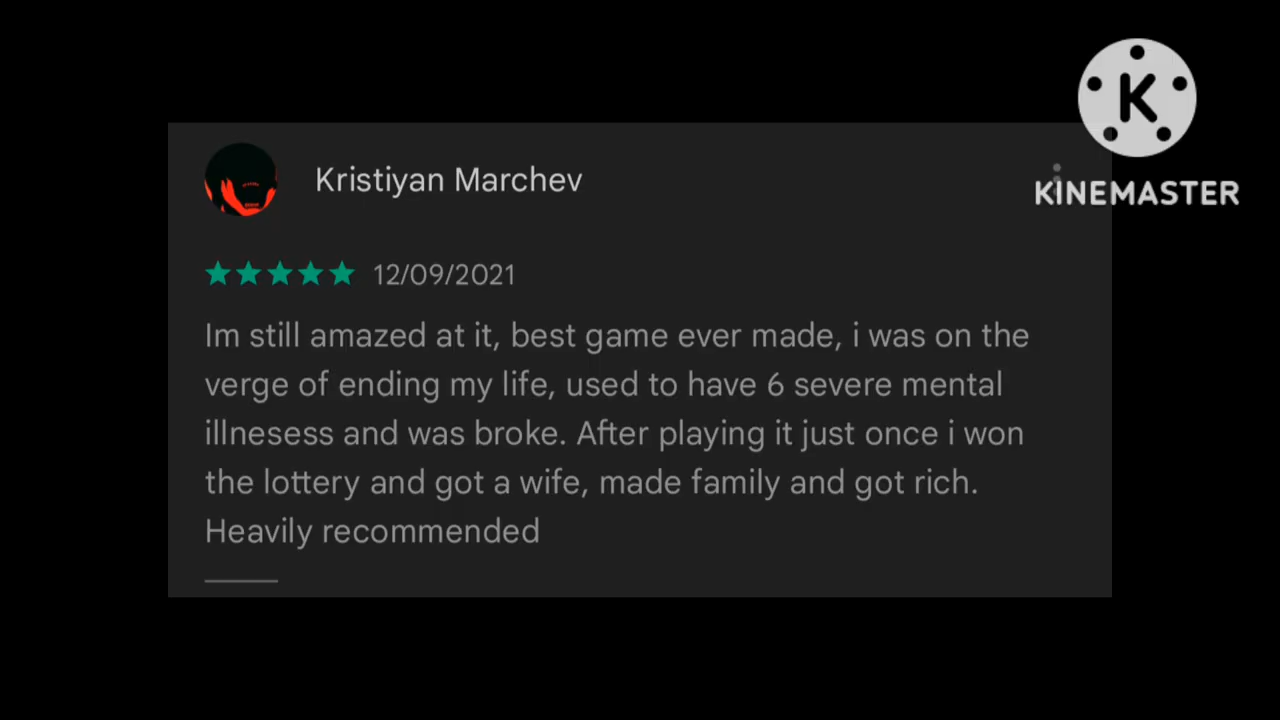 K
KINEMASTER
Kristiyan Marchev
12/09/2021
Im still amazed at it, best game ever made, i was on the
verge of ending my life, used to have 6 severe mental
illnesess and was broke. After playing it just once i won
the lottery and got a wife, made family and got rich.
Heavily recommended